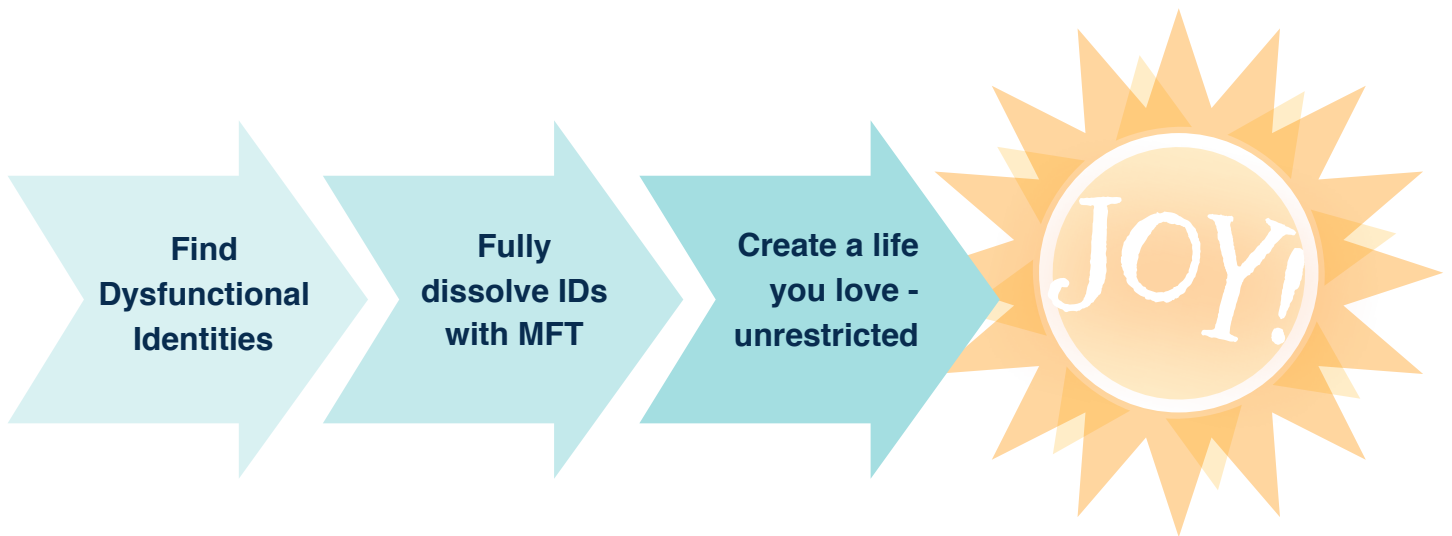 Find
Dysfunctional
Identities
Fully
dissolve IDs
with MFT
Create a life
you love -
unrestricted
JOY!